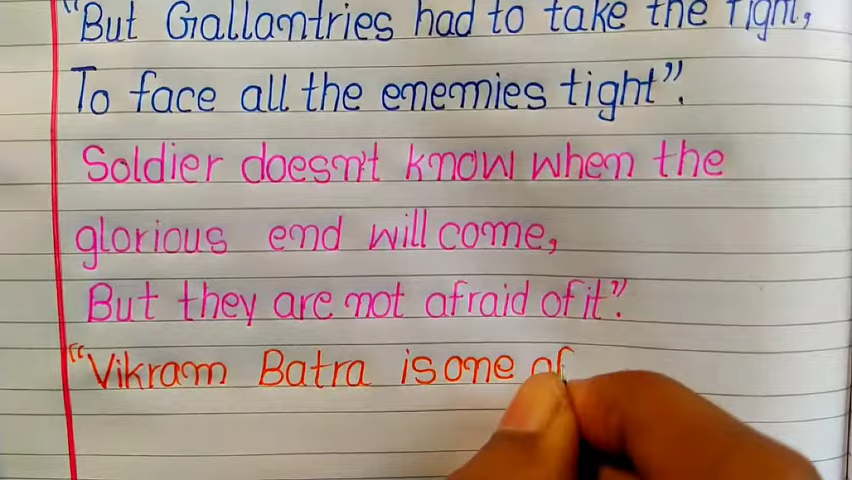 "But Gallantries had to take the fight,
To face all the enemies tight".
Soldier doesn't know when the
glorious end will come,
But they are not afraid of it".
"Vikram Batra is one of